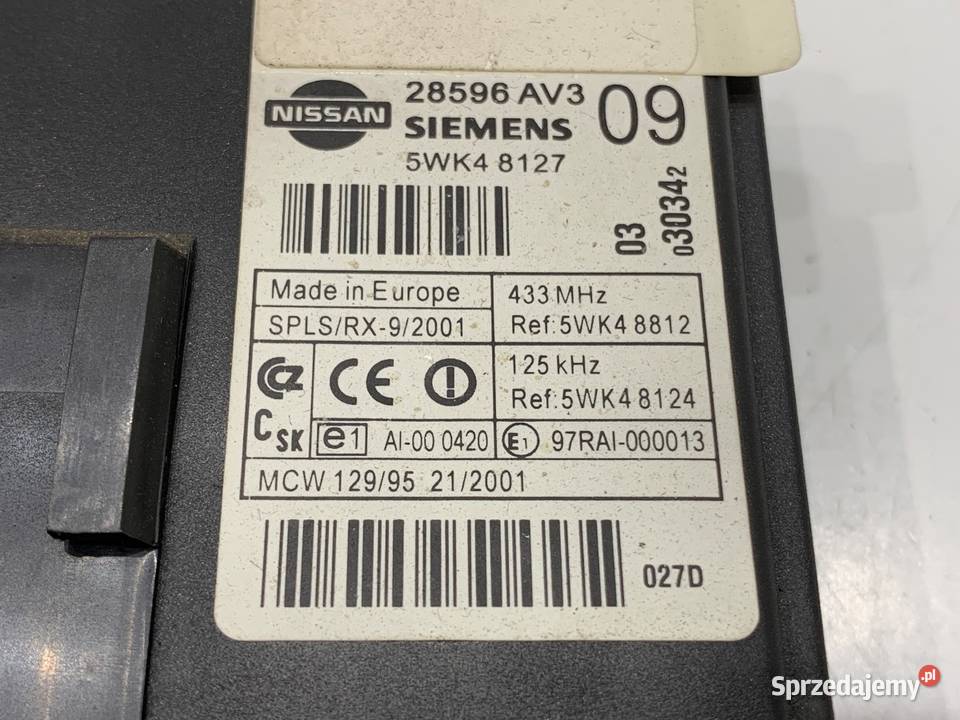 NISSAN
28596 AV3
SIEMENS
5WK4 8127
09
03
030342
Made in Europe
433 MHz
SPLS/RX-9/2001
Ref:5WK4 8812
125 kHz
CE
Ref:5WK4 8124
C SK
e1
AI-00 0420
E1
97RAI-000013
MCW 129/95 21/2001
027D
Sprzedajemy.pl